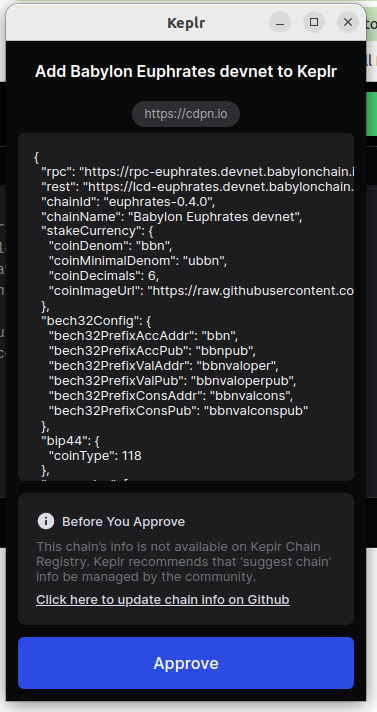 Keplr
Add Babylon Euphrates devnet to Keplr
https://cdpn.io
{
"rpc": "https://rpc-euphrates.devnet.babylonchain.i
"rest": "https://lcd-euphrates.devnet.babylonchain.
"chainId": "euphrates-0.4.0",
"chainName": "Babylon Euphrates devnet",
"stakeCurrency": {
"coinDenom": "bbn",
"coinMinimalDenom": "ubbn",
"coinDecimals": 6,
"coinImageUrl": "https://raw.githubusercontent.co
},
"bech32Config": {
"bech32PrefixAccAddr": "bbn",
"bech32PrefixAccPub": "bbnpub",
"bech32PrefixValAddr": "bbnvaloper",
"bech32PrefixValPub": "bbnvaloperpub",
"bech32PrefixConsAddr": "bbnvalcons",
"bech32PrefixConsPub": "bbnvalconspub"
},
"bip44": {
"coinType": 118
},
Before You Approve
This chain's info is not available on Keplr Chain
Registry. Keplr recommends that 'suggest chain'
info be managed by the community.
Click here to update chain info on Github
Approve